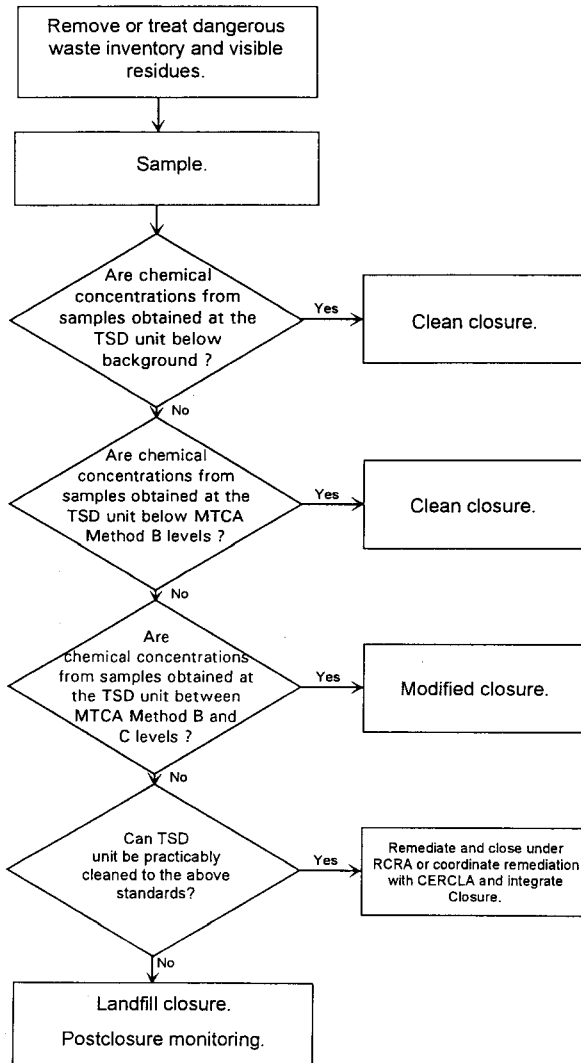 Remove or treat dangerous
waste inventory and visible
residues.
Sample.
Are chemical
concentrations from
samples obtained at the
TSD unit below
background ?
Yes
Clean closure.
No
Are chemical
concentrations from
samples obtained at the
TSD unit below MTCA
Method B levels ?
Yes
Clean closure.
No
Are
chemical concentrations
from samples obtained at
the TSD unit between
MTCA Method B and
C levels ?
Yes
Modified closure.
No
Can TSD
unit be practicably
cleaned to the above
standards?
Yes
Remediate and close under
RCRA or coordinate remediation
with CERCLA and integrate
Closure.
No
Landfill closure.
Postclosure monitoring.